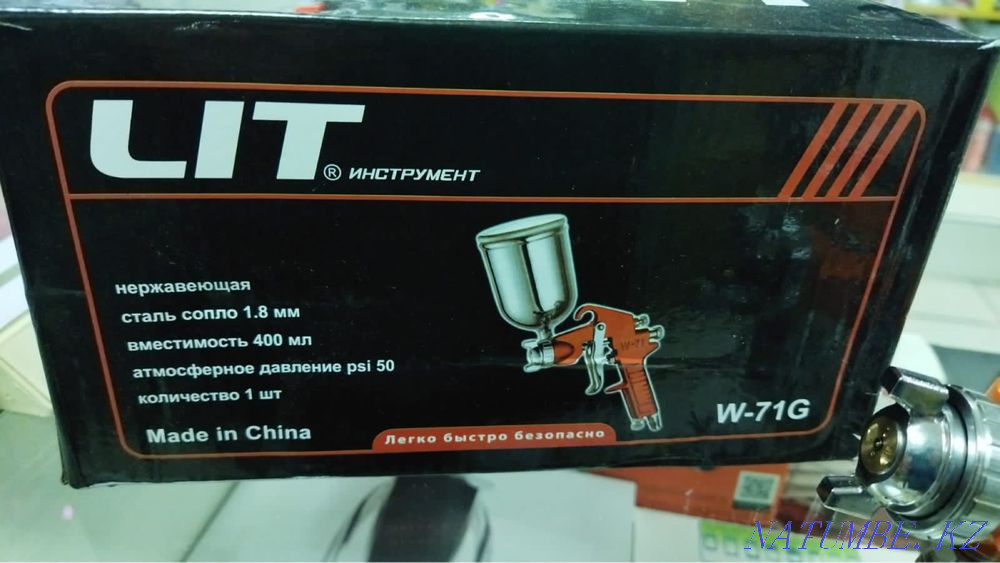 LIT® ИНСТРУМЕНТ
нержавеющая
сталь сопло 1.8 мм
вместимость 400 мл
атмосферное давление psi 50
количество 1 шт
Made in China
Легко быстро безопасно
W-71
W-71G
NATUMBE.KZ